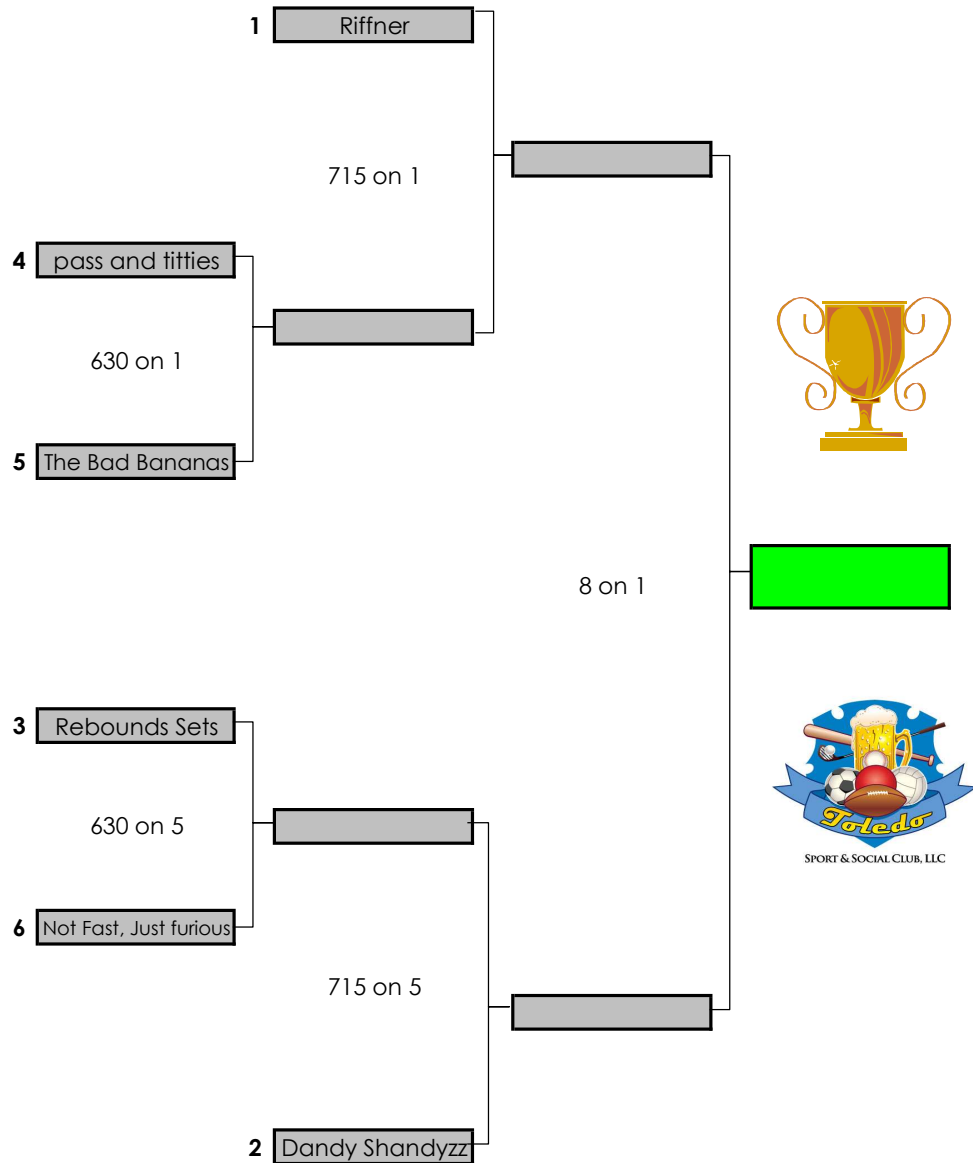 1 Riffner
715 on 1
4 pass and titties
630 on 1
5 The Bad Bananas
8 on 1
3 Rebounds Sets
630 on 5
Toledo
SPORT & SOCIAL CLUB, LLC
6 Not Fast, Just furious
715 on 5
2 Dandy Shandyzz